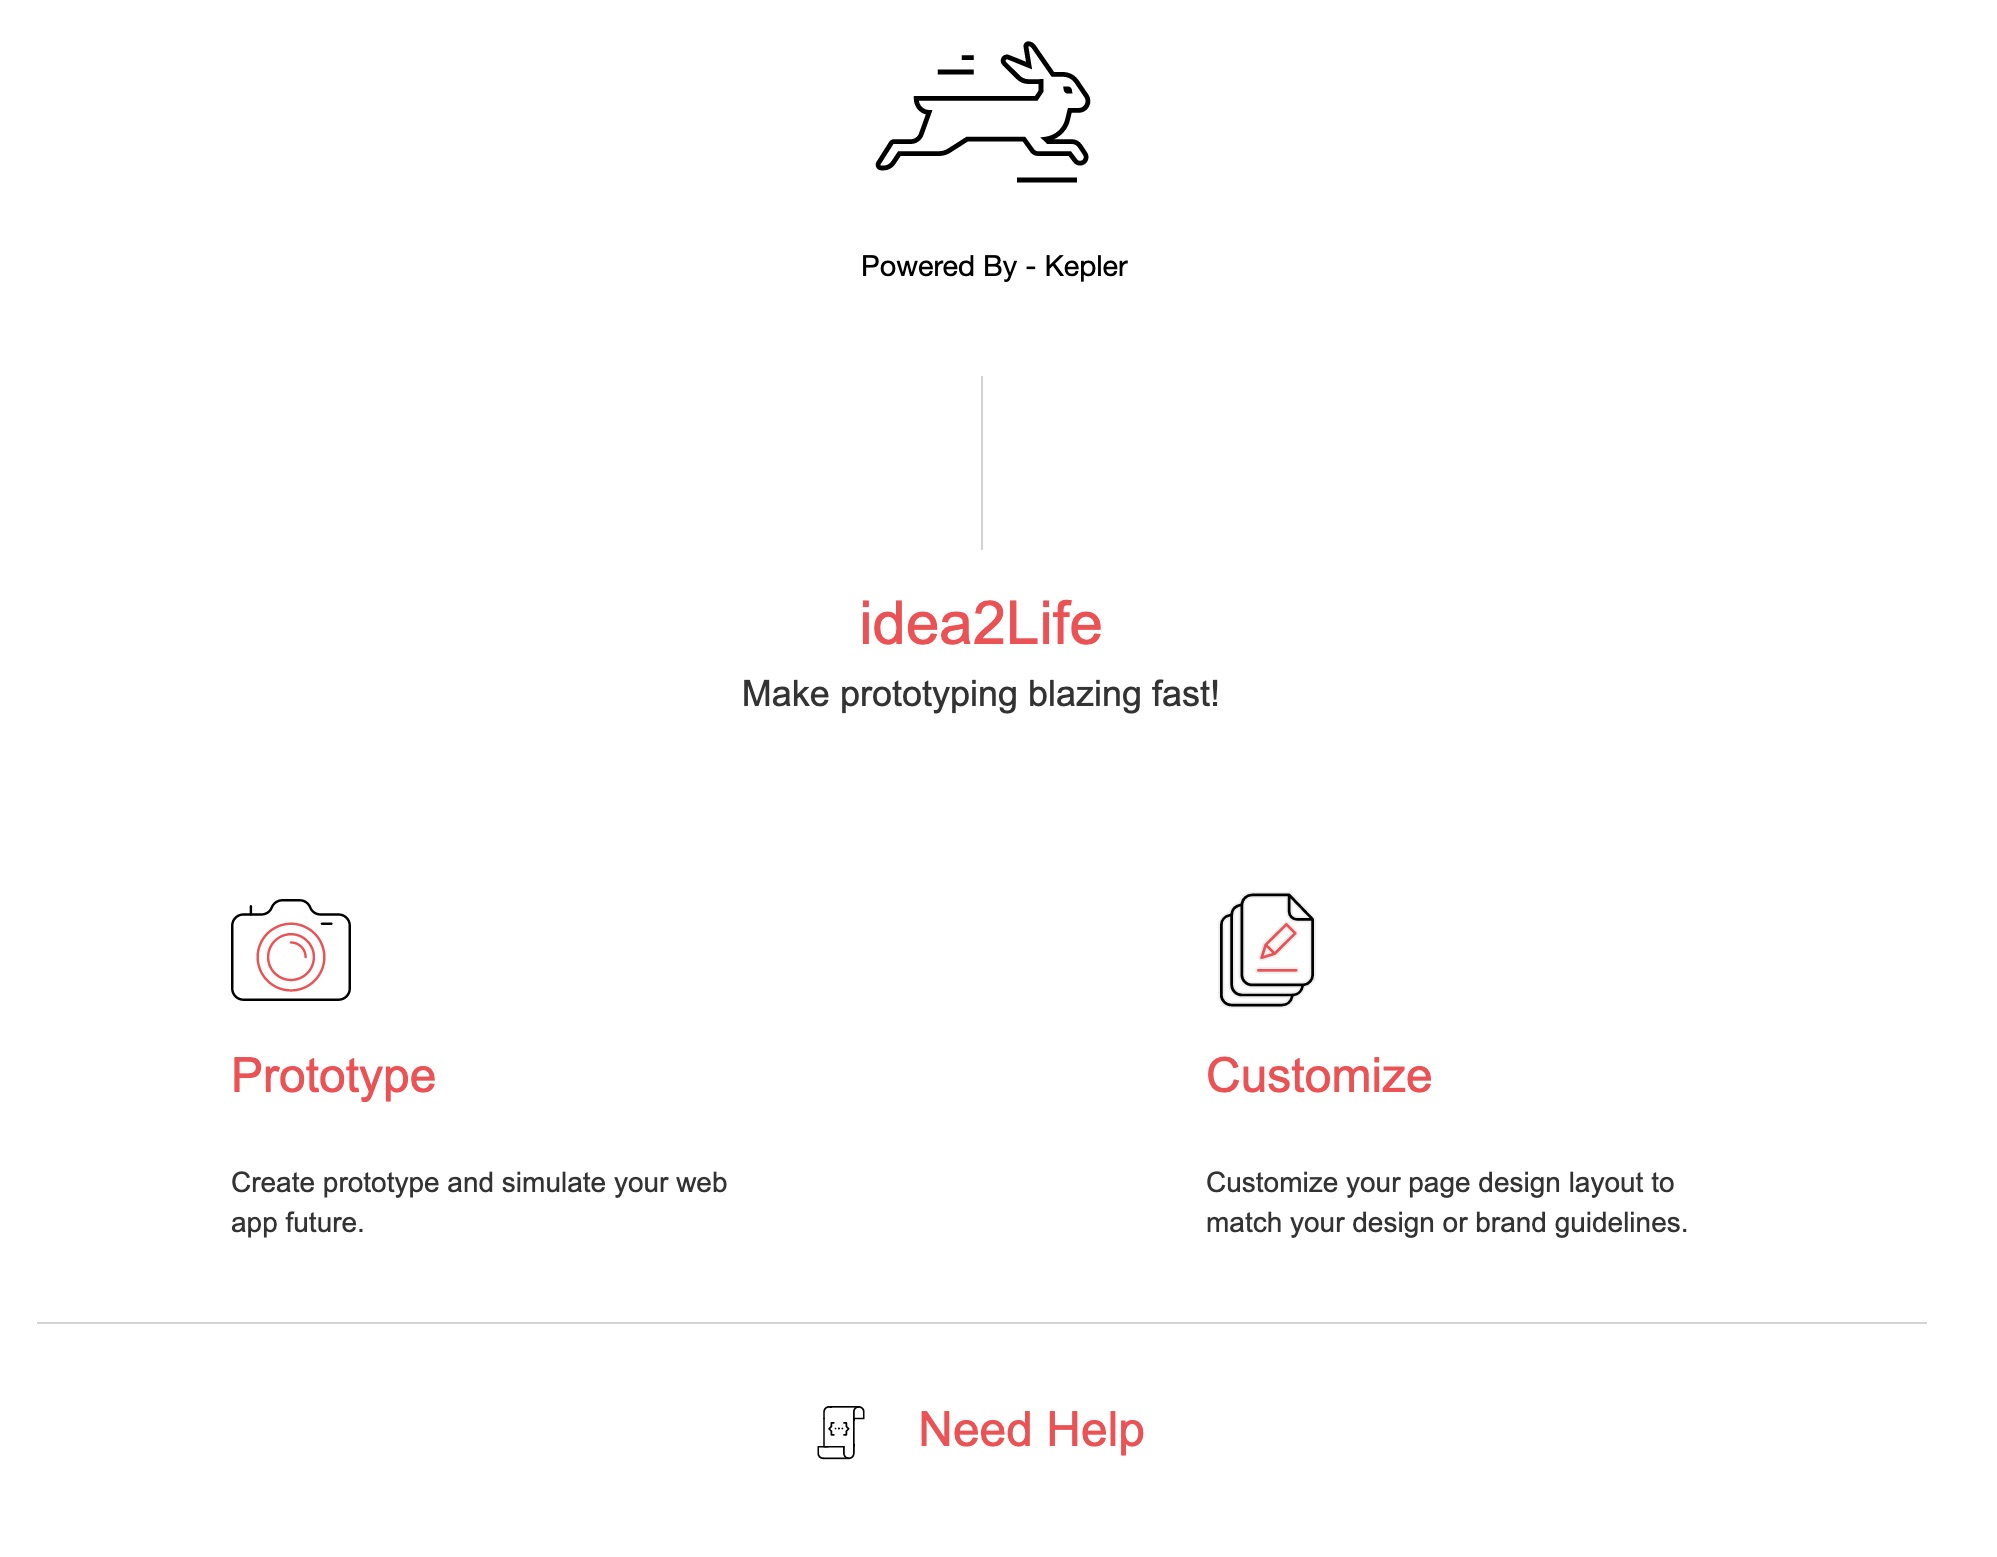 Powered By - Kepler
idea2Life
Make prototyping blazing fast!
Prototype
Create prototype and simulate your web
app future.
Customize
Customize your page design layout to
match your design or brand guidelines.
{...}
Need Help